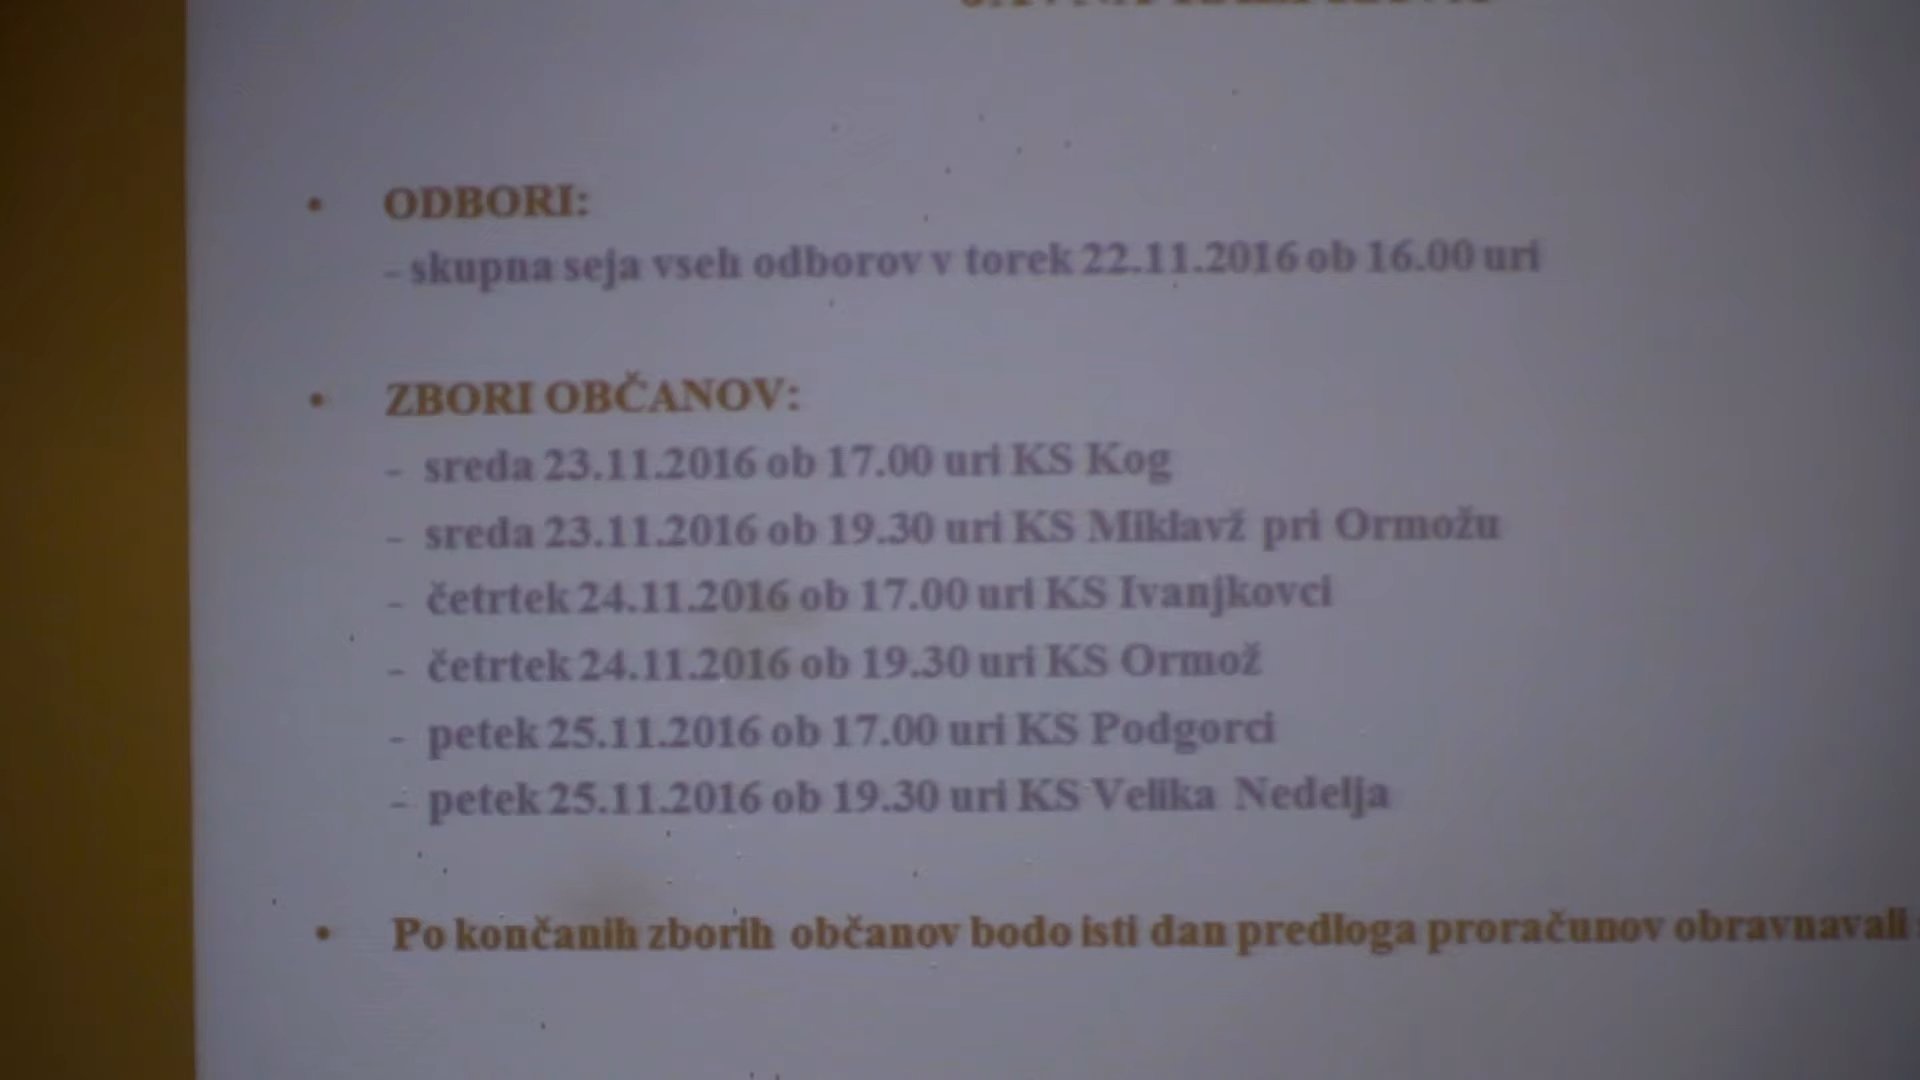 • ODBORI:
- skupna seja vseh odborov v torek 22.11.2016 ob 16.00 uri
• ZBORI OBČANOV:
- sreda 23.11.2016 ob 17.00 uri KS Kog
- sreda 23.11.2016 ob 19.30 uri KS Miklavž pri Ormožu
- četrtek 24.11.2016 ob 17.00 uri KS Ivanjkovci
- četrtek 24.11.2016 ob 19.30 uri KS Ormož
- petek 25.11.2016 ob 17.00 uri KS Podgorci
- petek 25.11.2016 ob 19.30 uri KS Velika Nedelja
• Po končanih zborih občanov bodo isti dan predloga proračunov obravnavali